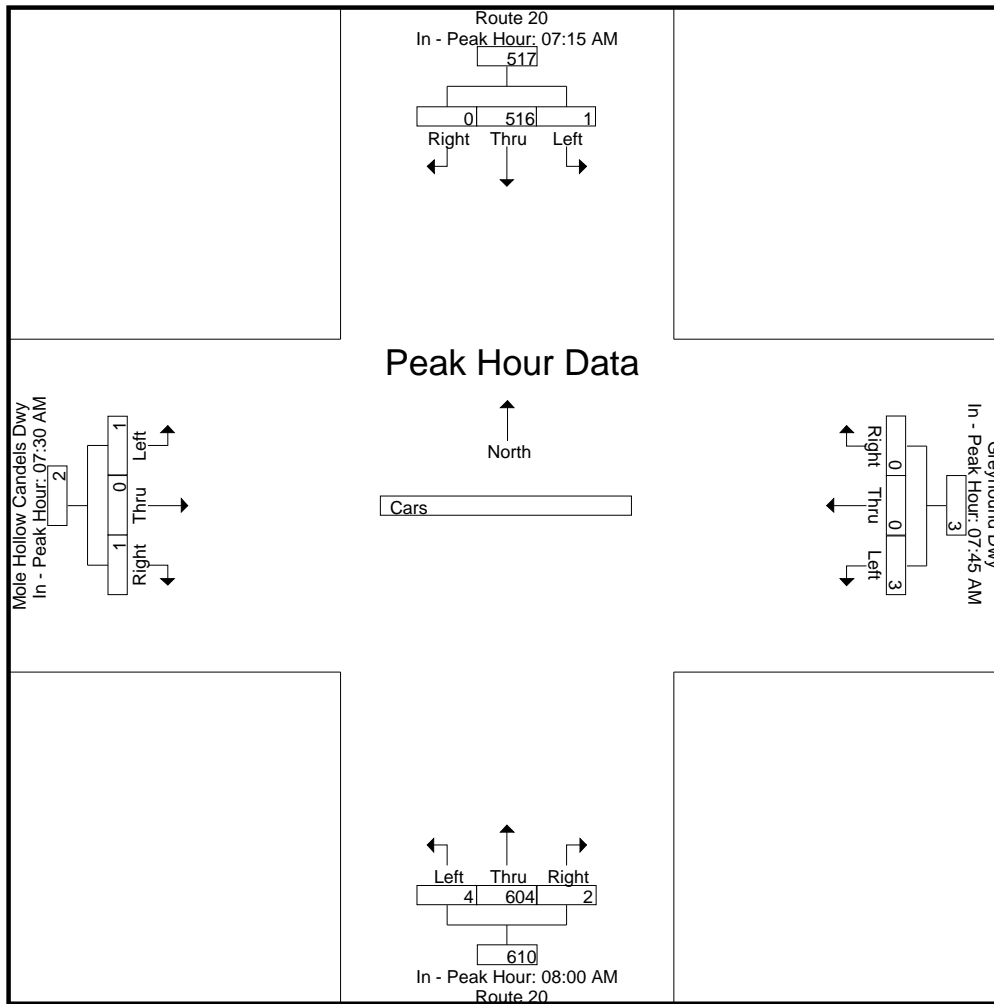 Route 20
In - Peak Hour: 07:15 AM
517
0 516 1
Right Thru Left
Peak Hour Data
North
Cars
Mole Hollow Candels Dwy
In - Peak Hour: 07:30 AM
2
1 0 1
Left Thru Right
Greyhound Dwy
In - Peak Hour: 07:45 AM
3
0 0 3
Right Thru Left
Left Thru Right
4 604 2
610
In - Peak Hour: 08:00 AM
Route 20